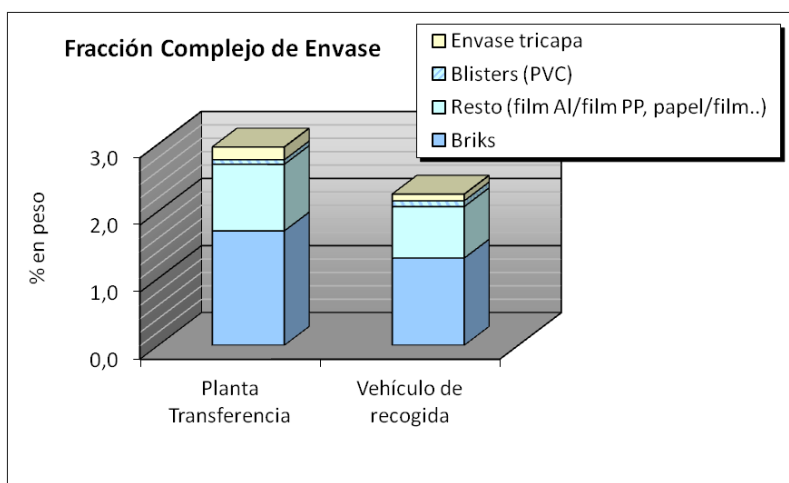 Fracción Complejo de Envase
Envase tricapa
Blisters (PVC)
Resto (film Al/film PP, papel/film..)
Briks
% en peso
3,0
2,0
1,0
0,0
Planta
Transferencia
Vehículo de
recogida